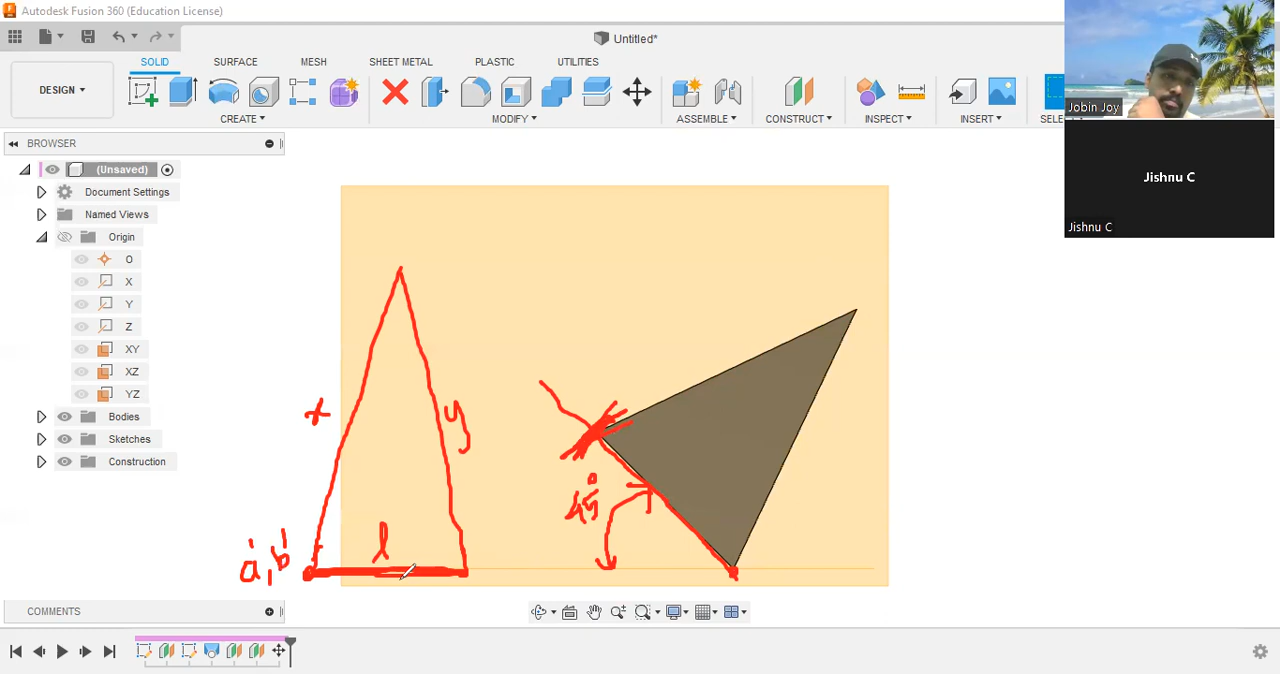 Autodesk Fusion 360 (Education License)
Untitled*
SOLID SURFACE MESH SHEET METAL PLASTIC UTILITIES
DESIGN
CREATE MODIFY ASSEMBLE CONSTRUCT INSPECT INSERT
Jobin Joy
Jishnu C
Jishnu C
BROWSER
(Unsaved)
Document Settings
Named Views
Origin
O
X
Y
Z
XY
XZ
YZ
Bodies
Sketches
Construction
x
y
45°
l
a', b'
COMMENTS